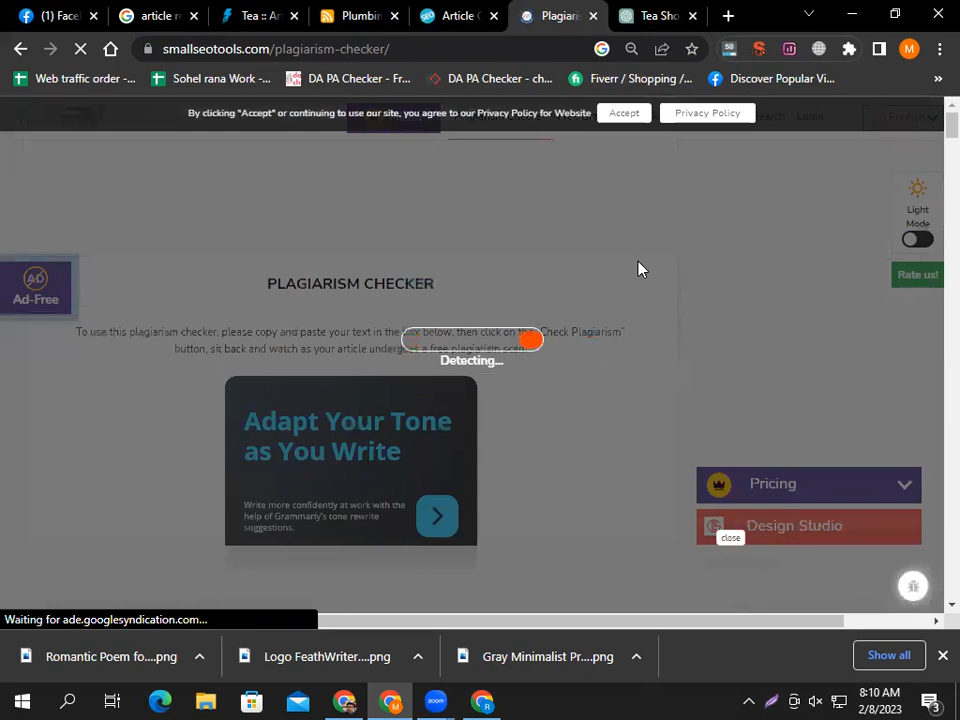 (1) Face
article r
Tea :: A
Plumbin
Article C
Plagiaris
Tea Sho
smallseotools.com/plagiarism-checker/
M
58
Web traffic order -...
Sohel rana Work -...
DA PA Checker - Fr...
DA PA Checker - ch...
Fiverr / Shopping /...
Discover Popular Vi...
»
By clicking "Accept" or continuing to use our site, you agree to our Privacy Policy for Website
Accept
Privacy Policy
Login
English
Light
Mode
Rate us!
AD
Ad-Free
PLAGIARISM CHECKER
To use this plagiarism checker, please copy and paste your text in the box below, then click on the "Check Plagiarism"
button, sit back and watch as your article undergoes a free plagiarism scan.
Detecting...
Adapt Your Tone
as You Write
Write more confidently at work with the
help of Grammarly's tone rewrite
suggestions.
Pricing
Design Studio
close
Waiting for ade.googlesyndication.com...
Romantic Poem fo....png
Logo FeathWriter....png
Gray Minimalist Pr....png
Show all
zoom
8:10 AM
2/8/2023
3